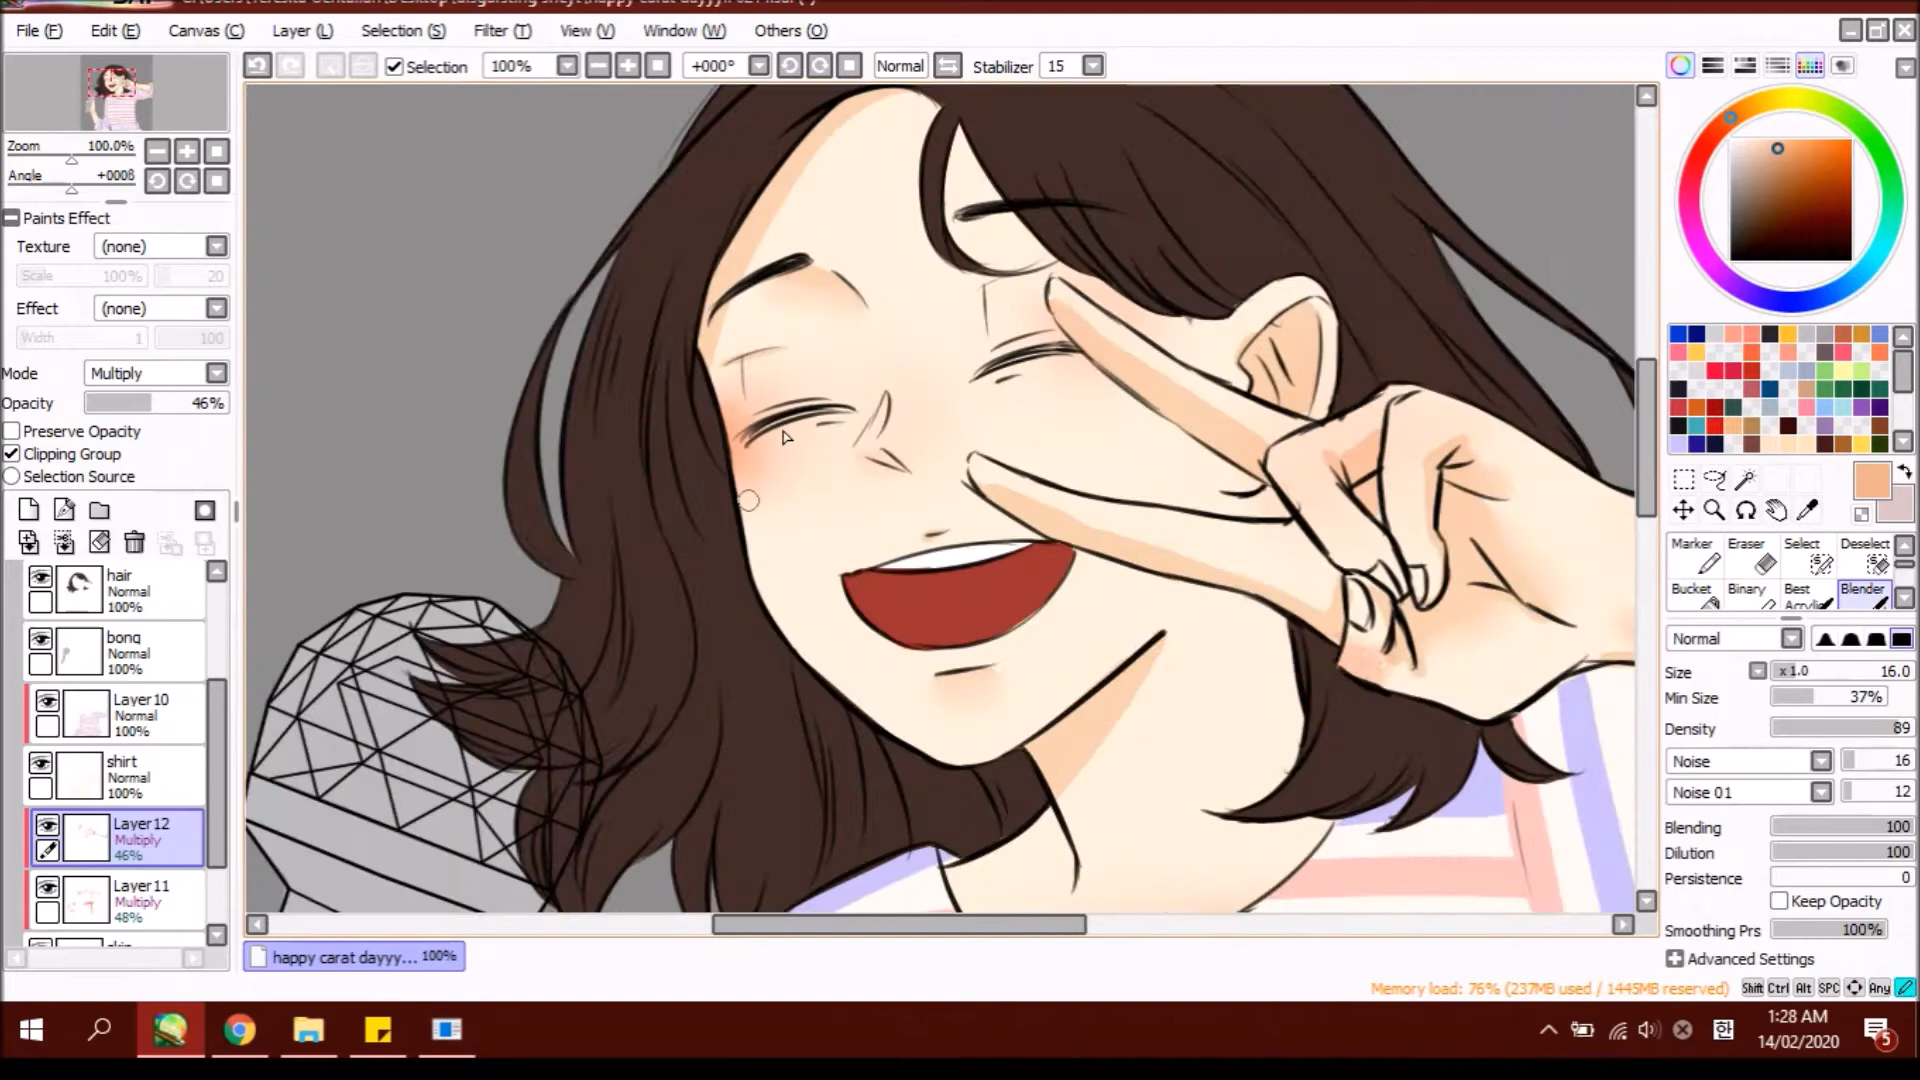 File (F) Edit (E) Canvas (C) Layer (L) Selection (S) Filter (T) View (V) Window (W) Others (O)
Selection 100% +000° Normal Stabilizer 15
Zoom 100.0%
Angle +000ß
Paints Effect
Texture (none)
Scale 100% 20
Effect (none)
Width 1 100
Mode Multiply
Opacity 46%
Preserve Opacity
Clipping Group
Selection Source
hair
Normal
100%
bong
Normal
100%
Layer10
Normal
100%
shirt
Normal
100%
Layer12
Multiply
46%
Layer11
Multiply
48%
Marker Eraser Select Deselect
Bucket Binary Best Blender
Normal
Size x 1.0 16.0
Min Size 37%
Density 89
Noise 16
Noise 01 12
Blending 100
Dilution 100
Persistence 0
Keep Opacity
Smoothing Prs 100%
Advanced Settings
happy carat dayyy... 100%
Memory load: 76% (237MB used / 1445MB reserved) Shift Ctrl Alt SPC Any
한
1:28 AM
14/02/2020
5